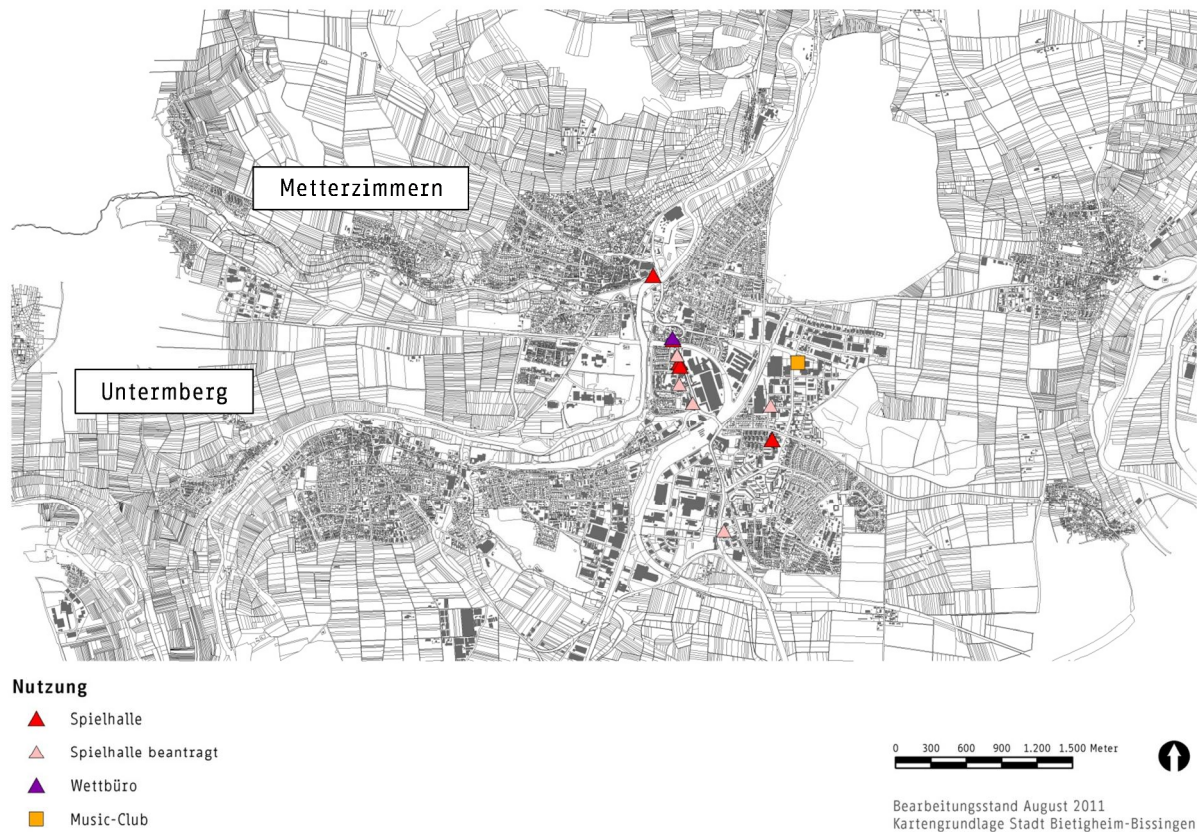 Metterzimmern
Untermberg
Nutzung
Spielhalle
Spielhalle beantragt
Wettbüro
Music-Club
0 300 600 900 1.200 1.500 Meter
Bearbeitungsstand August 2011
Kartengrundlage Stadt Bietigheim-Bissingen